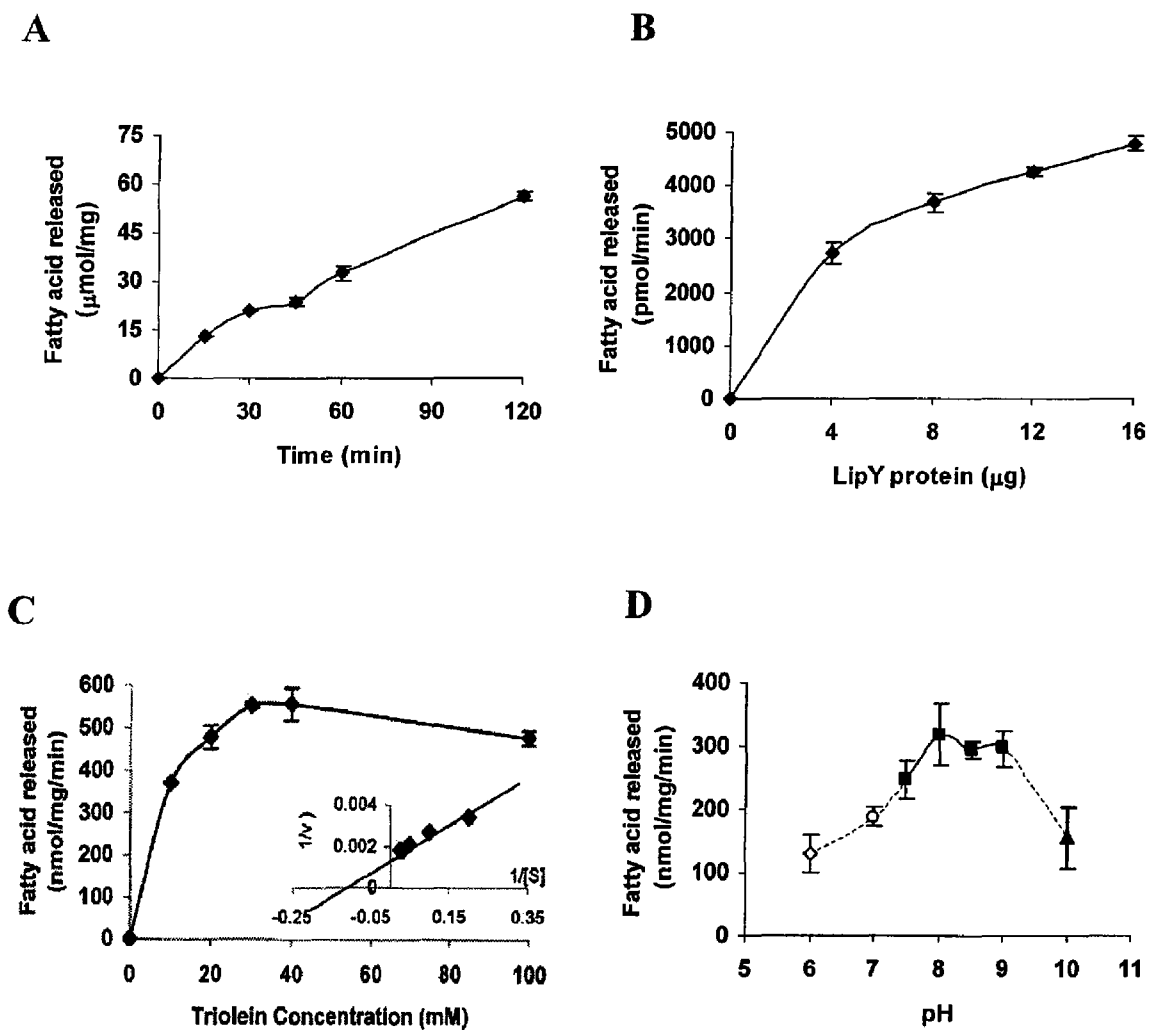 A
Fatty acid released
(μmol/mg)
75
60
45
30
15
0
0 30 60 90 120
Time (min)
B
Fatty acid released
(pmol/min)
5000
4000
3000
2000
1000
0
0 4 8 12 16
LipY protein (μg)
C
Fatty acid released
(nmol/mg/min)
600
500
400
300
200
100
0
0 20 40 60 80 100
Triolein Concentration (mM)
1/v
0.004
0.002
0
1/[S]
-0.25 -0.05 0.15 0.35
D
Fatty acid released
(nmol/mg/min)
400
300
200
100
0
5 6 7 8 9 10 11
pH